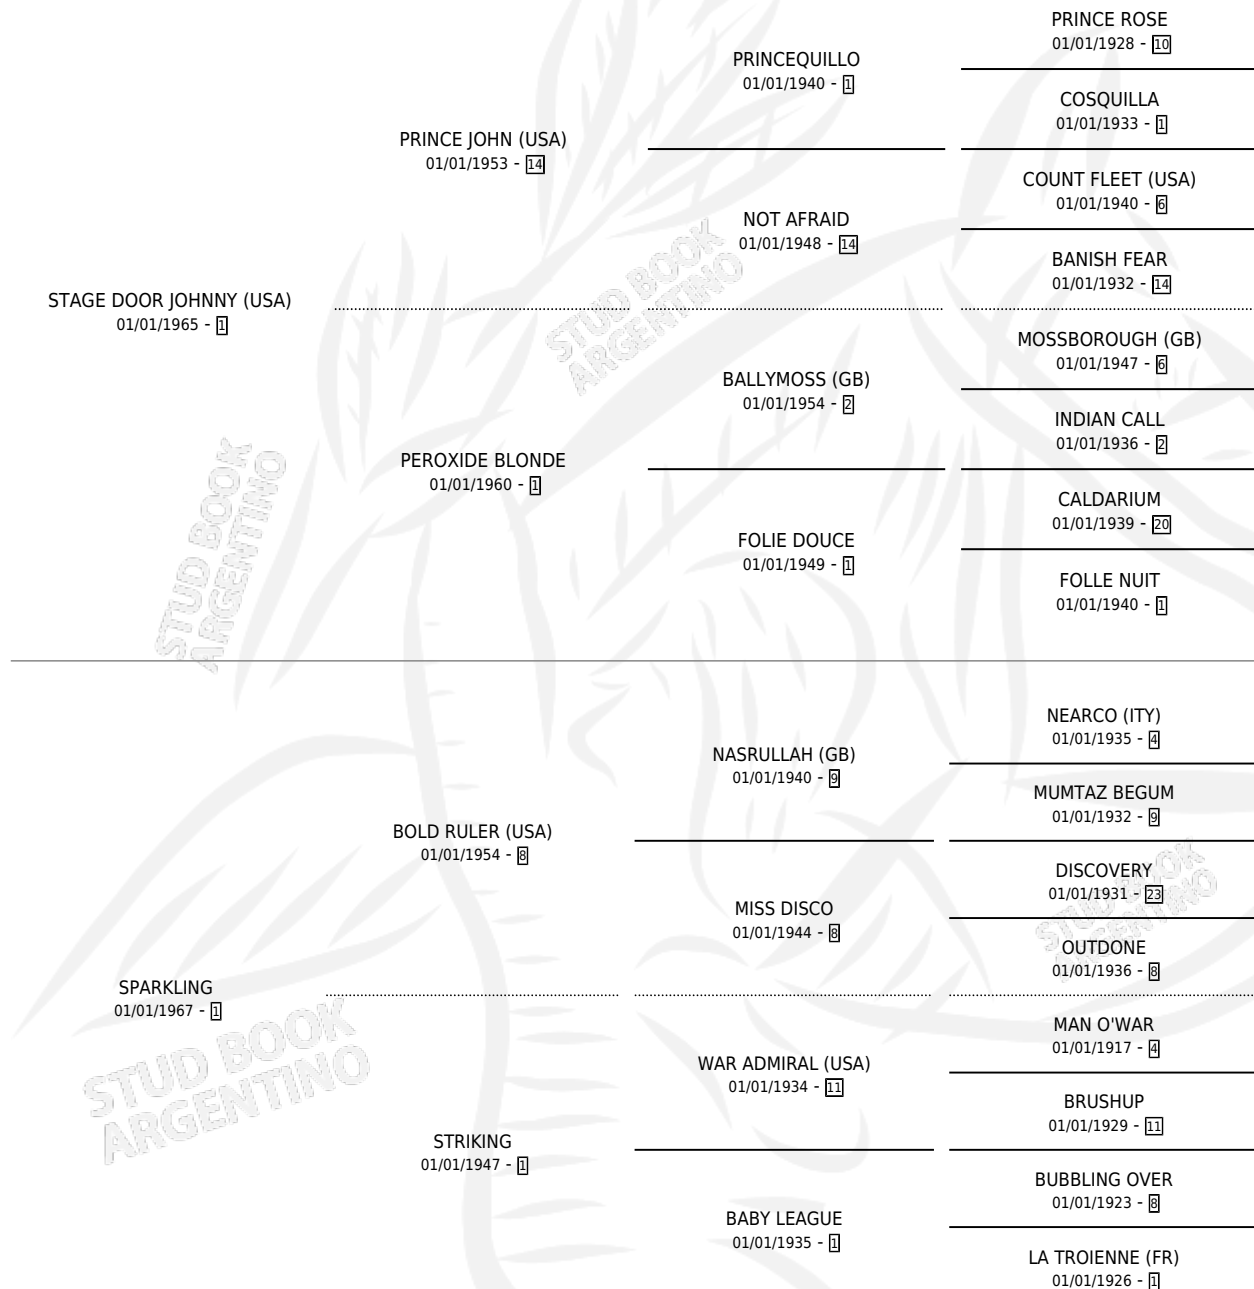 PRINCE ROSE
01/01/1928 - 10
PRINCEQUILLO
01/01/1940 - 1
COSQUILLA
01/01/1933 - 1
PRINCE JOHN (USA)
01/01/1953 - 14
COUNT FLEET (USA)
01/01/1940 - 6
NOT AFRAID
01/01/1948 - 14
BANISH FEAR
01/01/1932 - 14
STAGE DOOR JOHNNY (USA)
01/01/1965 - 1
MOSSBOROUGH (GB)
01/01/1947 - 6
BALLYMOSS (GB)
01/01/1954 - 2
INDIAN CALL
01/01/1936 - 2
PEROXIDE BLONDE
01/01/1960 - 1
CALDARIUM
01/01/1939 - 20
FOLIE DOUCE
01/01/1949 - 1
FOLLE NUIT
01/01/1940 - 1
NEARCO (ITY)
01/01/1935 - 4
NASRULLAH (GB)
01/01/1940 - 9
MUMTAZ BEGUM
01/01/1932 - 9
BOLD RULER (USA)
01/01/1954 - 8
DISCOVERY
01/01/1931 - 23
MISS DISCO
01/01/1944 - 8
OUTDONE
01/01/1936 - 8
SPARKLING
01/01/1967 - 1
MAN O'WAR
01/01/1917 - 4
WAR ADMIRAL (USA)
01/01/1934 - 11
BRUSHUP
01/01/1929 - 11
STRIKING
01/01/1947 - 1
BUBBLING OVER
01/01/1923 - 8
BABY LEAGUE
01/01/1935 - 1
LA TROIENNE (FR)
01/01/1926 - 1
STUD BOOK
ARGENTINO
STUD BOOK
ARGENTINO
STUD BOOK
ARGENTINO
STUD BOOK
ARGENTINO